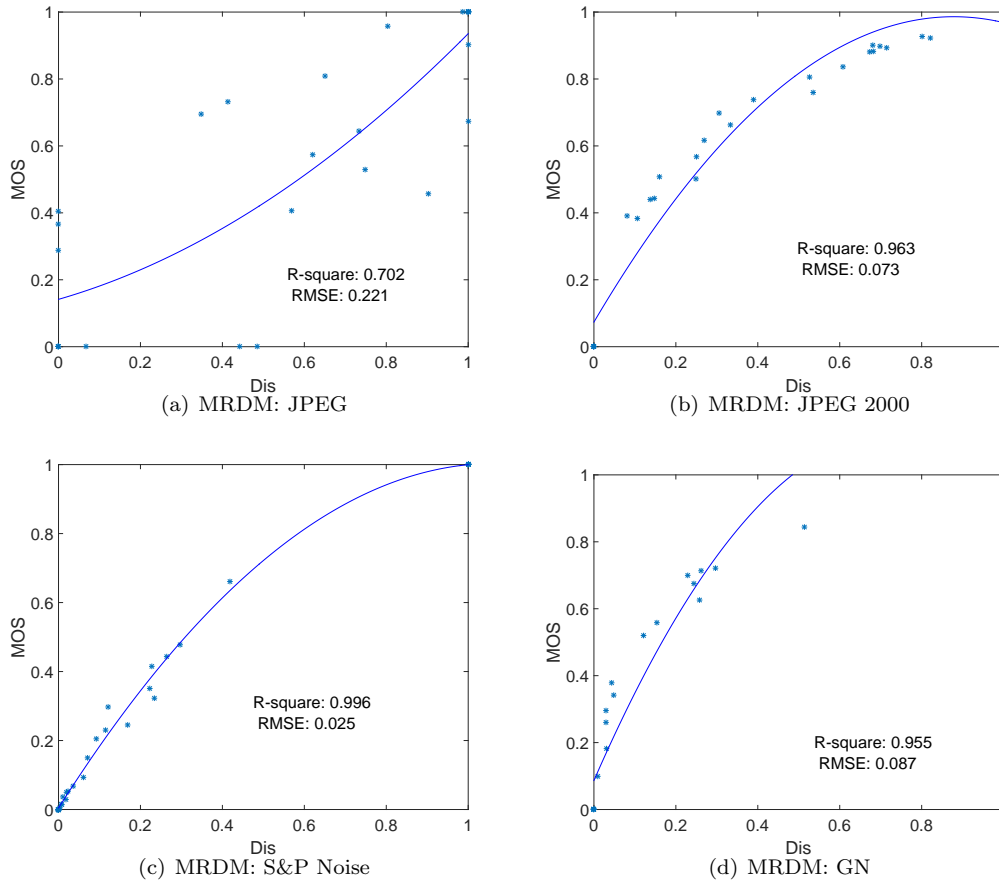 1
0.8
0.6
0.4
0.2
0
MOS
R-square: 0.702
RMSE: 0.221
0 0.2 0.4 0.6 0.8 1
Dis
(a) MRDM: JPEG
1
0.8
0.6
0.4
0.2
0
MOS
R-square: 0.963
RMSE: 0.073
0 0.2 0.4 0.6 0.8 1
Dis
(b) MRDM: JPEG 2000
1
0.8
0.6
0.4
0.2
0
MOS
R-square: 0.996
RMSE: 0.025
0 0.2 0.4 0.6 0.8 1
Dis
(c) MRDM: S&P Noise
1
0.8
0.6
0.4
0.2
0
MOS
R-square: 0.955
RMSE: 0.087
0 0.2 0.4 0.6 0.8 1
Dis
(d) MRDM: GN